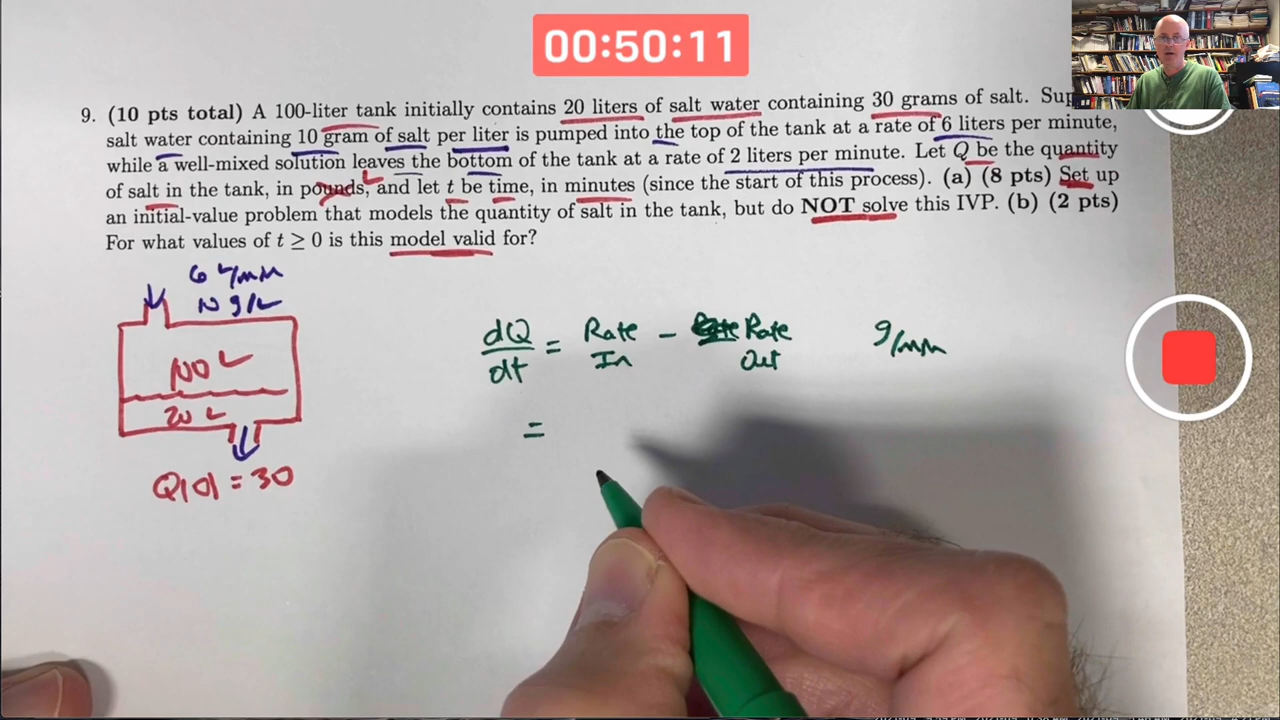 00:50:11
9. (10 pts total) A 100-liter tank initially contains 20 liters of salt water containing 30 grams of salt.
salt water containing 10 gram of salt per liter is pumped into the top of the tank at a rate of 6 liters per minute,
while a well-mixed solution leaves the bottom of the tank at a rate of 2 liters per minute. Let Q be the quantity
of salt in the tank, in pounds, and let t be time, in minutes (since the start of this process). (a) (8 pts) Set up
an initial-value problem that models the quantity of salt in the tank, but do NOT solve this IVP. (b) (2 pts)
For what values of t ≥ 0 is this model valid for?
6 L/min
10 g/L
100 L
20 L
Q(0) = 30
dQ/dt = Rate In - Rate Out g/min
=